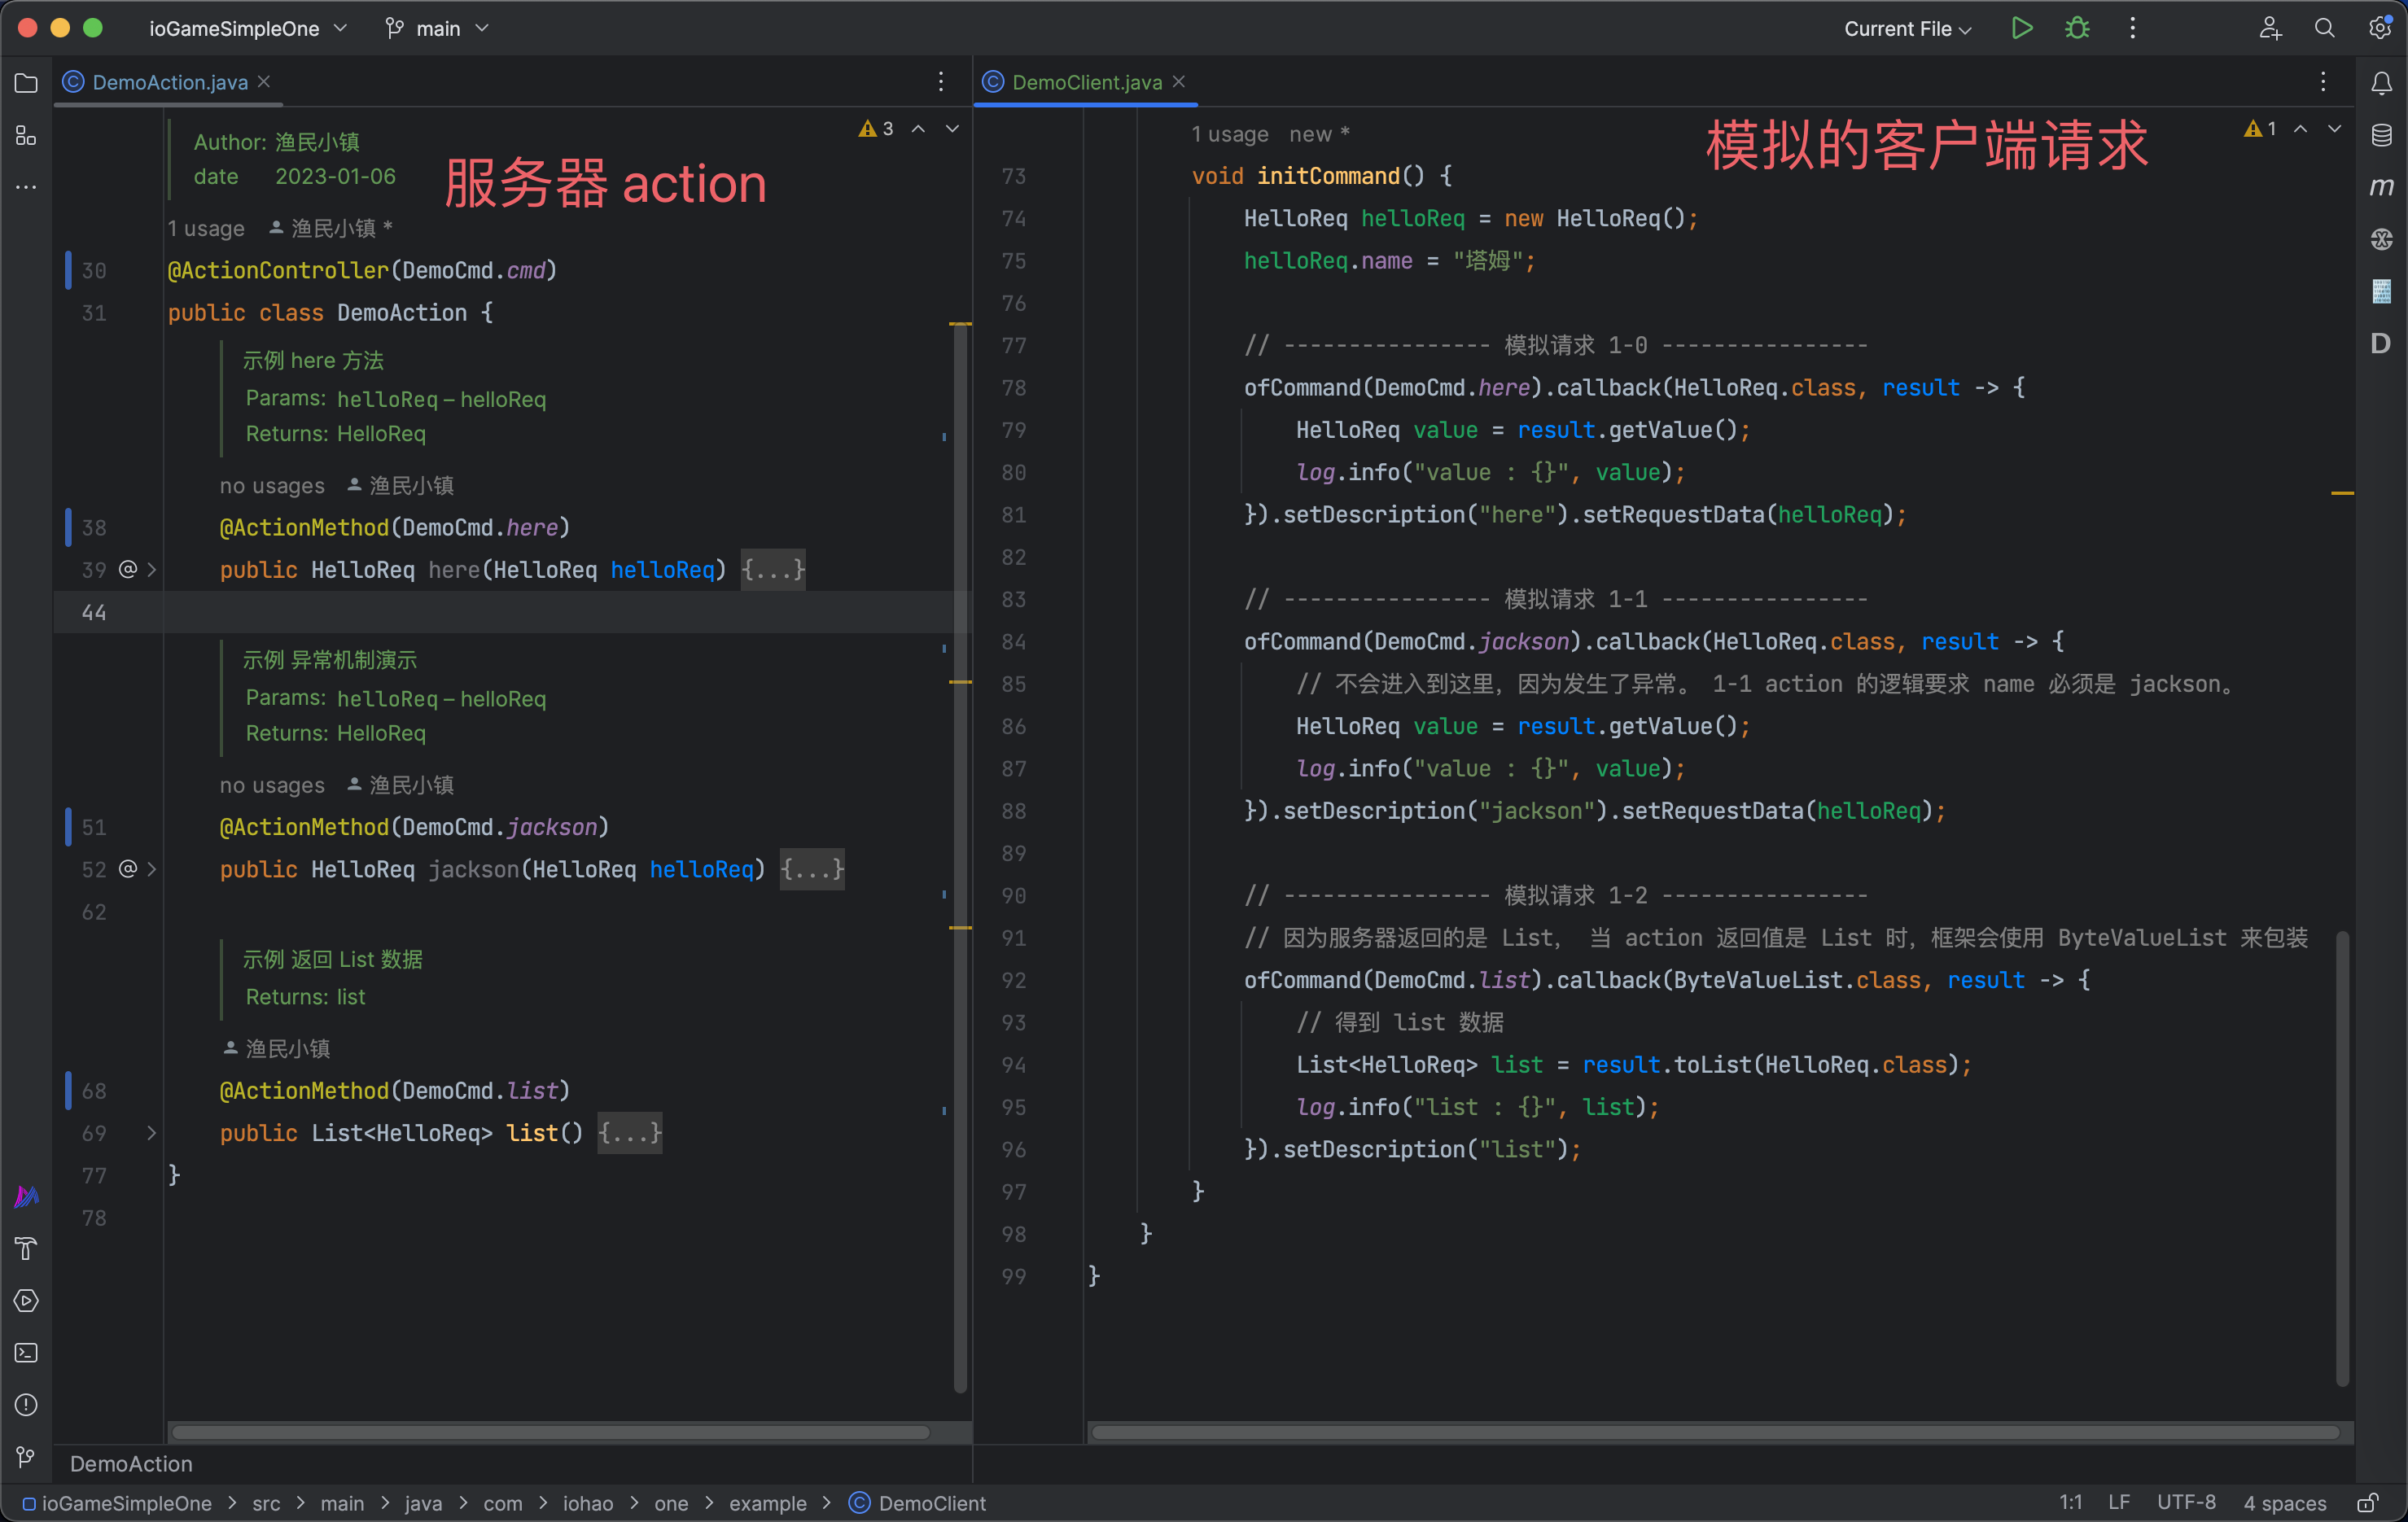 ioGameSimpleOne
main
Current File
DemoAction.java
Author: 渔民小镇
date 2023-01-06
服务器 action
3
1 usage 渔民小镇 *
30 @ActionController(DemoCmd.cmd)
31 public class DemoAction {
示例 here 方法
Params: helloReq – helloReq
Returns: HelloReq
no usages 渔民小镇
38 @ActionMethod(DemoCmd.here)
39 @ public HelloReq here(HelloReq helloReq) {...}
44
示例 异常机制演示
Params: helloReq – helloReq
Returns: HelloReq
no usages 渔民小镇
51 @ActionMethod(DemoCmd.jackson)
52 @ public HelloReq jackson(HelloReq helloReq) {...}
62
示例 返回 List 数据
Returns: list
渔民小镇
68 @ActionMethod(DemoCmd.list)
69 public List<HelloReq> list() {...}
77 }
78
DemoAction
DemoClient.java
模拟的客户端请求
1
1 usage new *
73 void initCommand() {
74 HelloReq helloReq = new HelloReq();
75 helloReq.name = "塔姆";
76
77 // ---------------- 模拟请求 1-0 ----------------
78 ofCommand(DemoCmd.here).callback(HelloReq.class, result -> {
79 HelloReq value = result.getValue();
80 log.info("value : {}", value);
81 }).setDescription("here").setRequestData(helloReq);
82
83 // ---------------- 模拟请求 1-1 ----------------
84 ofCommand(DemoCmd.jackson).callback(HelloReq.class, result -> {
85 // 不会进入到这里，因为发生了异常。 1-1 action 的逻辑要求 name 必须是 jackson。
86 HelloReq value = result.getValue();
87 log.info("value : {}", value);
88 }).setDescription("jackson").setRequestData(helloReq);
89
90 // ---------------- 模拟请求 1-2 ----------------
91 // 因为服务器返回的是 List， 当 action 返回值是 List 时，框架会使用 ByteValueList 来包装
92 ofCommand(DemoCmd.list).callback(ByteValueList.class, result -> {
93 // 得到 list 数据
94 List<HelloReq> list = result.toList(HelloReq.class);
95 log.info("list : {}", list);
96 }).setDescription("list");
97 }
98 }
99 }
m
D
ioGameSimpleOne > src > main > java > com > iohao > one > example > DemoClient
1:1 LF UTF-8 4 spaces